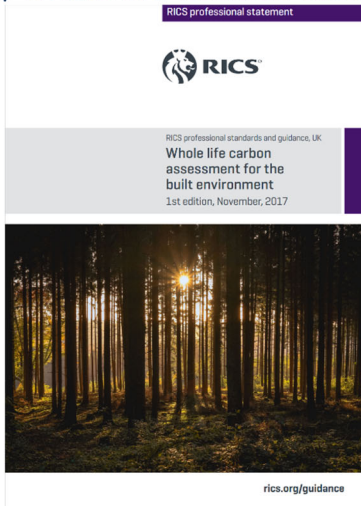 RICS professional statement
RICS
RICS professional standards and guidance, UK
Whole life carbon
assessment for the
built environment
1st edition, November, 2017
rics.org/guidance